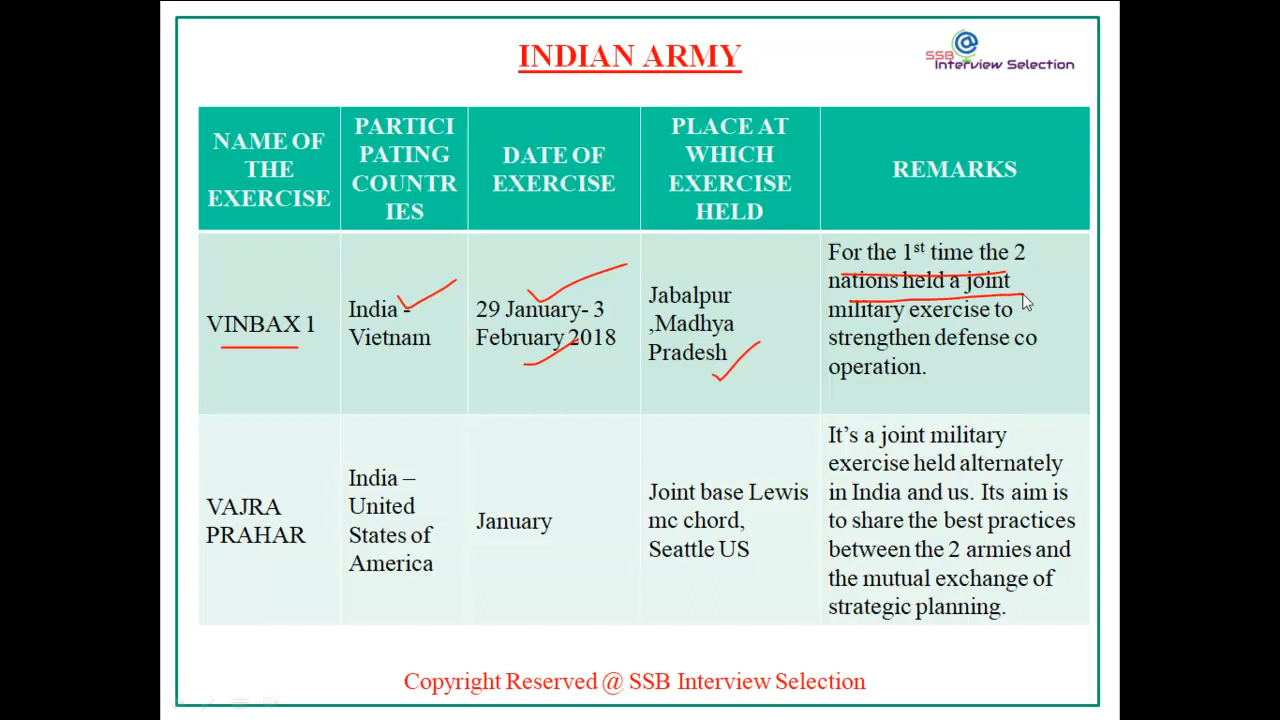 INDIAN ARMY
SSB
Interview Selection
NAME OF
THE
EXERCISE
PARTICI
PATING
COUNTR
IES
DATE OF
EXERCISE
PLACE AT
WHICH
EXERCISE
HELD
REMARKS
VINBAX 1
India -
Vietnam
29 January- 3
February 2018
Jabalpur
,Madhya
Pradesh
For the 1st time the 2
nations held a joint
military exercise to
strengthen defense co
operation.
VAJRA
PRAHAR
India –
United
States of
America
January
Joint base Lewis
mc chord,
Seattle US
It’s a joint military
exercise held alternately
in India and us. Its aim is
to share the best practices
between the 2 armies and
the mutual exchange of
strategic planning.
Copyright Reserved @ SSB Interview Selection